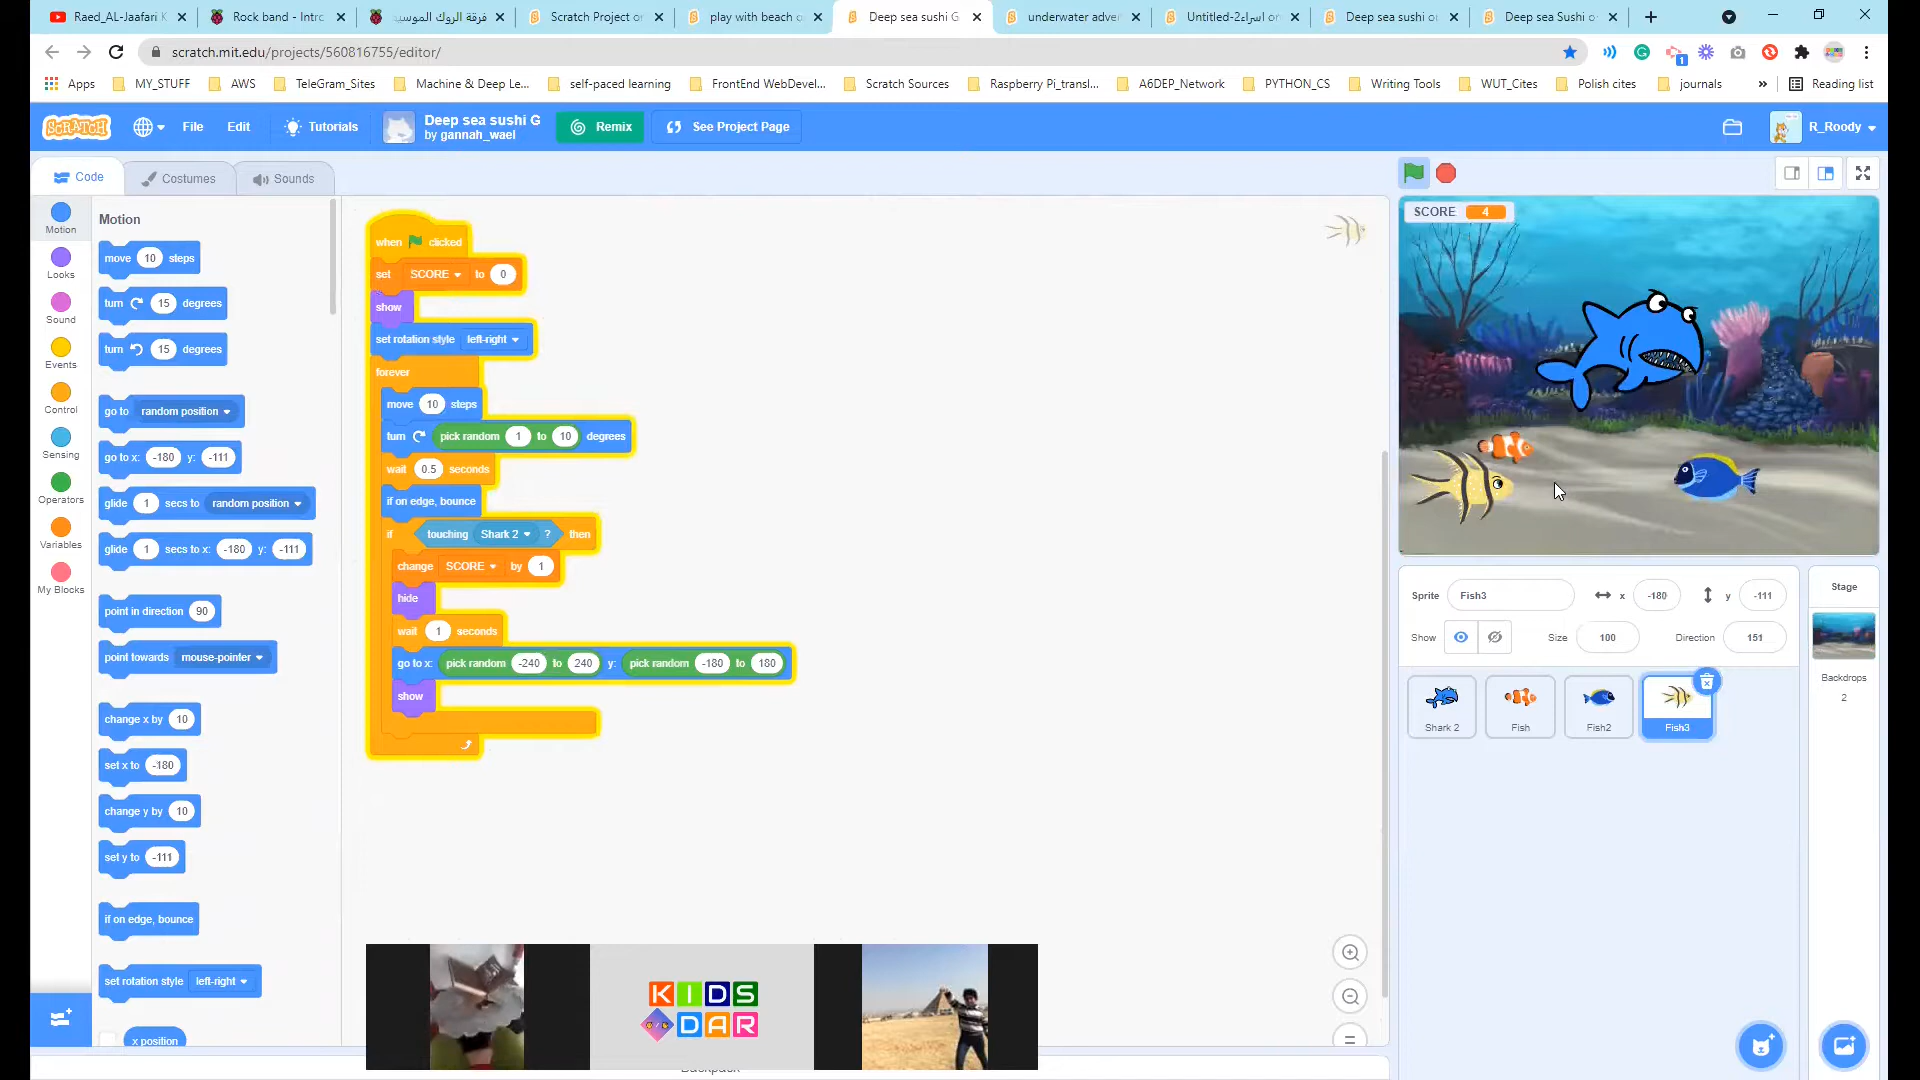 Raed_AL-Jaafari K
Rock band - Intro
فرقة الروك الموسيـ
Scratch Project on
play with beach o
Deep sea sushi G
underwater adve
Untitled-2اسراء o
Deep sea sushi o
Deep sea Sushi o
scratch.mit.edu/projects/560816755/editor/
Apps
MY_STUFF
AWS
TeleGram_Sites
Machine & Deep Le...
self-paced learning
FrontEnd WebDevel...
Scratch Sources
Raspberry Pi_transl...
A6DEP_Network
PYTHON_CS
Writing Tools
WUT_Cites
Polish cites
journals
»
Reading list
SCRATCH
File
Edit
Tutorials
Deep sea sushi G
by gannah_wael
Remix
See Project Page
R_Roody
Code
Costumes
Sounds
Motion
Looks
Sound
Events
Control
Sensing
Operators
Variables
My Blocks
Motion
move 10 steps
turn 15 degrees
turn 15 degrees
go to random position
go to x: -180 y: -111
glide 1 secs to random position
glide 1 secs to x: -180 y: -111
point in direction 90
point towards mouse-pointer
change x by 10
set x to -180
change y by 10
set y to -111
if on edge, bounce
set rotation style left-right
x position
when clicked
set SCORE to 0
show
set rotation style left-right
forever
move 10 steps
turn pick random 1 to 10 degrees
wait 0.5 seconds
if on edge, bounce
if touching Shark 2 ? then
change SCORE by 1
hide
wait 1 seconds
go to x: pick random -240 to 240 y: pick random -180 to 180
show
KIDS
DAR
SCORE 4
Sprite Fish3 x -180 y -111
Show Size 100 Direction 151
Shark 2
Fish
Fish2
Fish3
Stage
Backdrops
2
1